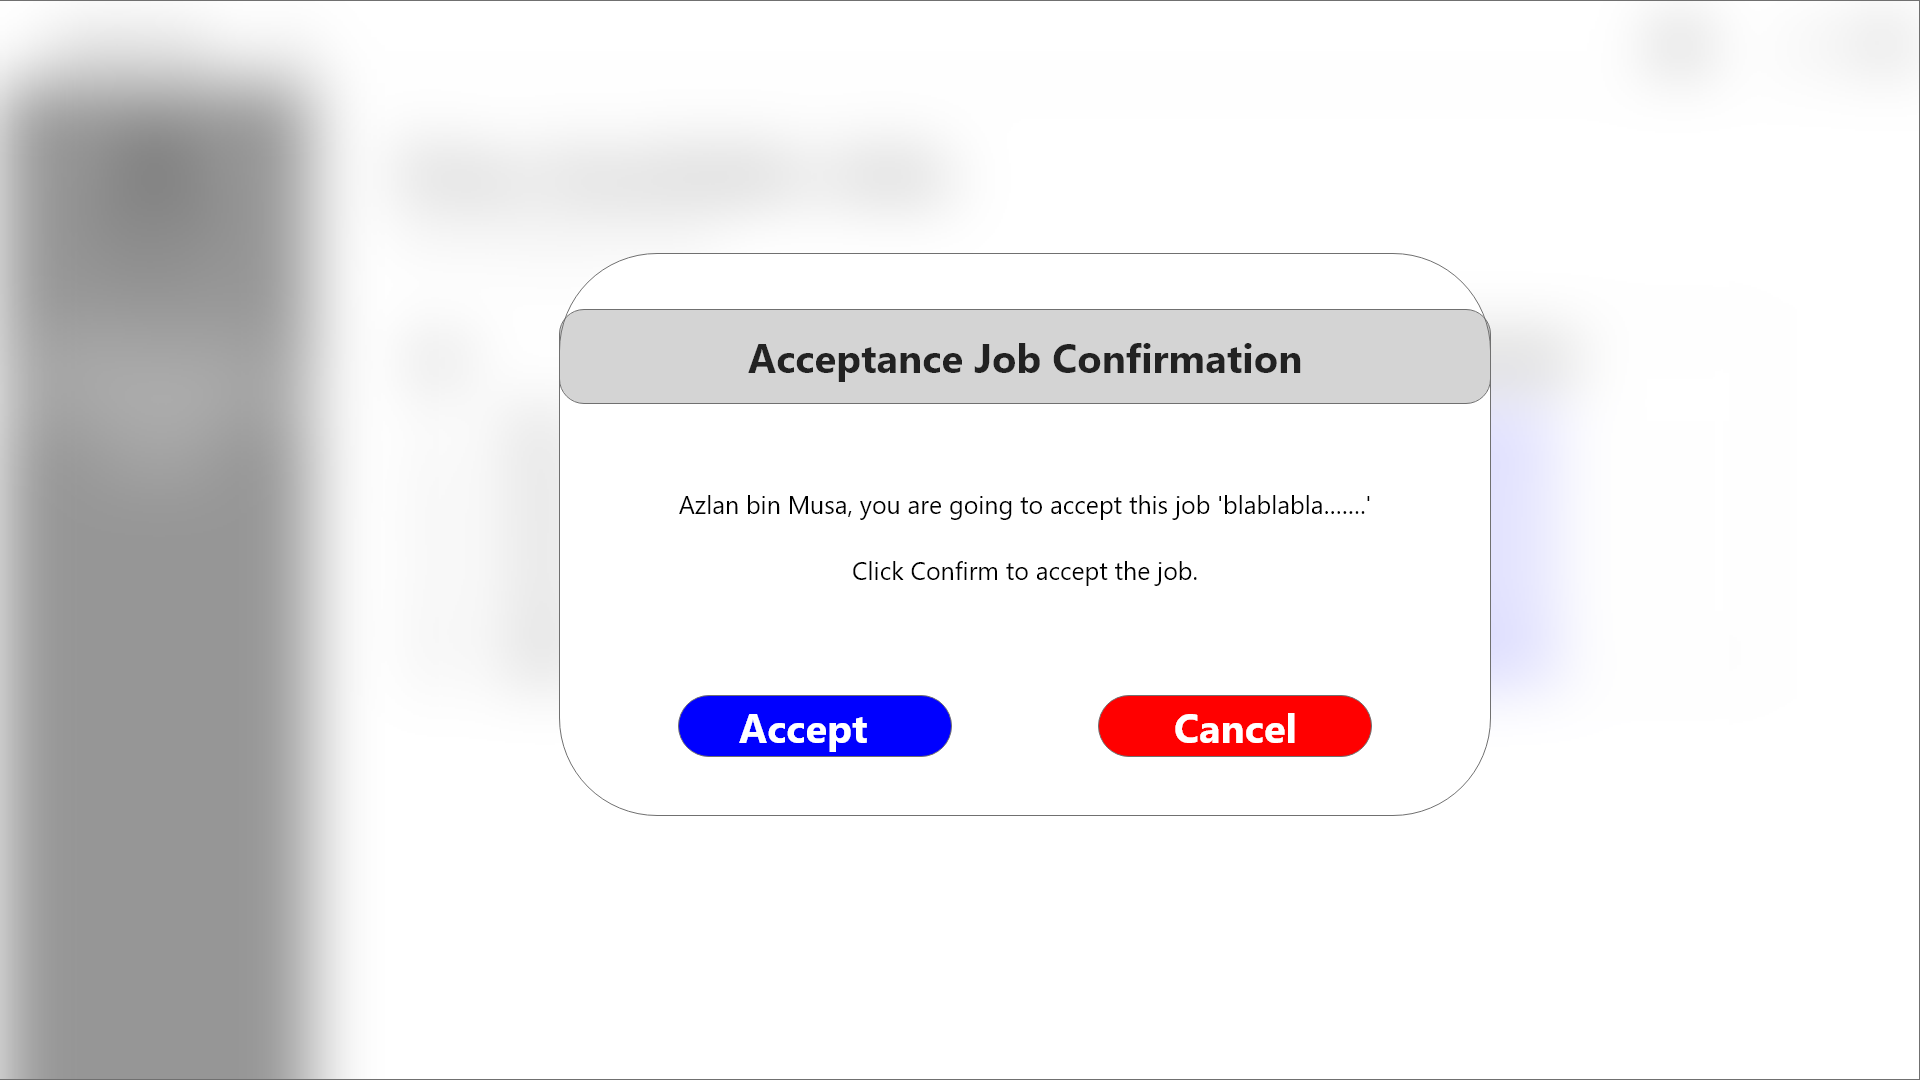 Acceptance Job Confirmation
Azlan bin Musa, you are going to accept this job 'blablabla.......'
Click Confirm to accept the job.
Accept
Cancel